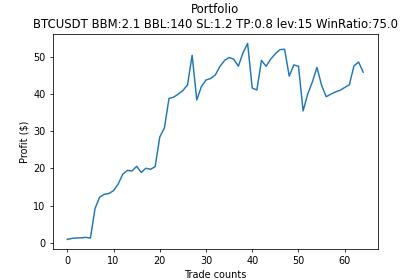 Portfolio
BTCUSDT BBM:2.1 BBL:140 SL:1.2 TP:0.8 lev:15 WinRatio:75.0
50
40
30
20
10
0
Profit ($)
0 10 20 30 40 50 60
Trade counts